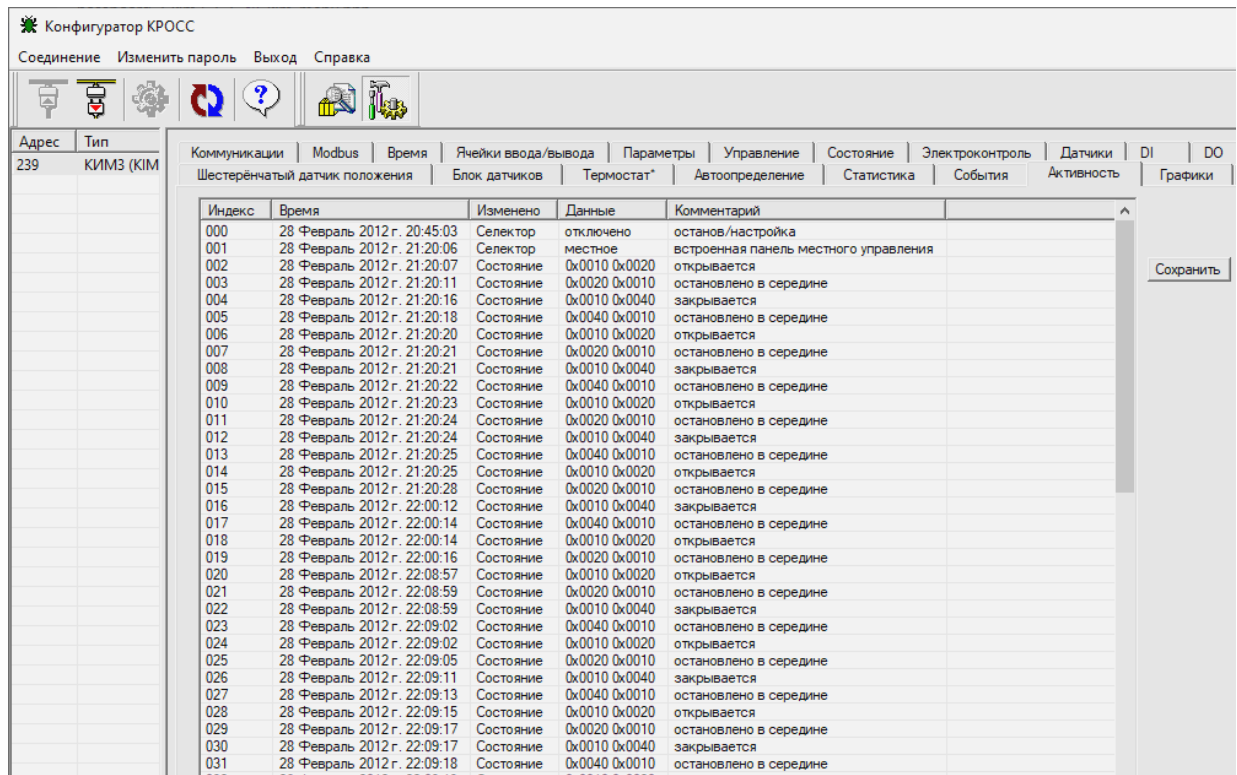 Конфигуратор КРОСС
Соединение Изменить пароль Выход Справка
Адрес Тип
239 КИМ3 (KIM
Коммуникации Modbus Время Ячейки ввода/вывода Параметры Управление Состояние Электроконтроль Датчики DI DO
Шестерёнчатый датчик положения Блок датчиков Термостат* Автоопределение Статистика События Активность Графики
Индекс Время Изменено Данные Комментарий
000 28 Февраль 2012 г. 20:45:03 Селектор отключено останов/настройка
001 28 Февраль 2012 г. 21:20:06 Селектор местное встроенная панель местного управления
002 28 Февраль 2012 г. 21:20:07 Состояние 0x0010 0x0020 открывается
Сохранить
003 28 Февраль 2012 г. 21:20:11 Состояние 0x0020 0x0010 остановлено в середине
004 28 Февраль 2012 г. 21:20:16 Состояние 0x0010 0x0040 закрывается
005 28 Февраль 2012 г. 21:20:18 Состояние 0x0040 0x0010 остановлено в середине
006 28 Февраль 2012 г. 21:20:20 Состояние 0x0010 0x0020 открывается
007 28 Февраль 2012 г. 21:20:21 Состояние 0x0020 0x0010 остановлено в середине
008 28 Февраль 2012 г. 21:20:21 Состояние 0x0010 0x0040 закрывается
009 28 Февраль 2012 г. 21:20:22 Состояние 0x0040 0x0010 остановлено в середине
010 28 Февраль 2012 г. 21:20:23 Состояние 0x0010 0x0020 открывается
011 28 Февраль 2012 г. 21:20:24 Состояние 0x0020 0x0010 остановлено в середине
012 28 Февраль 2012 г. 21:20:24 Состояние 0x0010 0x0040 закрывается
013 28 Февраль 2012 г. 21:20:25 Состояние 0x0040 0x0010 остановлено в середине
014 28 Февраль 2012 г. 21:20:25 Состояние 0x0010 0x0020 открывается
015 28 Февраль 2012 г. 21:20:28 Состояние 0x0020 0x0010 остановлено в середине
016 28 Февраль 2012 г. 22:00:12 Состояние 0x0010 0x0040 закрывается
017 28 Февраль 2012 г. 22:00:14 Состояние 0x0040 0x0010 остановлено в середине
018 28 Февраль 2012 г. 22:00:14 Состояние 0x0010 0x0020 открывается
019 28 Февраль 2012 г. 22:00:16 Состояние 0x0020 0x0010 остановлено в середине
020 28 Февраль 2012 г. 22:08:57 Состояние 0x0010 0x0020 открывается
021 28 Февраль 2012 г. 22:08:59 Состояние 0x0020 0x0010 остановлено в середине
022 28 Февраль 2012 г. 22:08:59 Состояние 0x0010 0x0040 закрывается
023 28 Февраль 2012 г. 22:09:02 Состояние 0x0040 0x0010 остановлено в середине
024 28 Февраль 2012 г. 22:09:02 Состояние 0x0010 0x0020 открывается
025 28 Февраль 2012 г. 22:09:05 Состояние 0x0020 0x0010 остановлено в середине
026 28 Февраль 2012 г. 22:09:11 Состояние 0x0010 0x0040 закрывается
027 28 Февраль 2012 г. 22:09:13 Состояние 0x0040 0x0010 остановлено в середине
028 28 Февраль 2012 г. 22:09:15 Состояние 0x0010 0x0020 открывается
029 28 Февраль 2012 г. 22:09:17 Состояние 0x0020 0x0010 остановлено в середине
030 28 Февраль 2012 г. 22:09:17 Состояние 0x0010 0x0040 закрывается
031 28 Февраль 2012 г. 22:09:18 Состояние 0x0040 0x0010 остановлено в середине